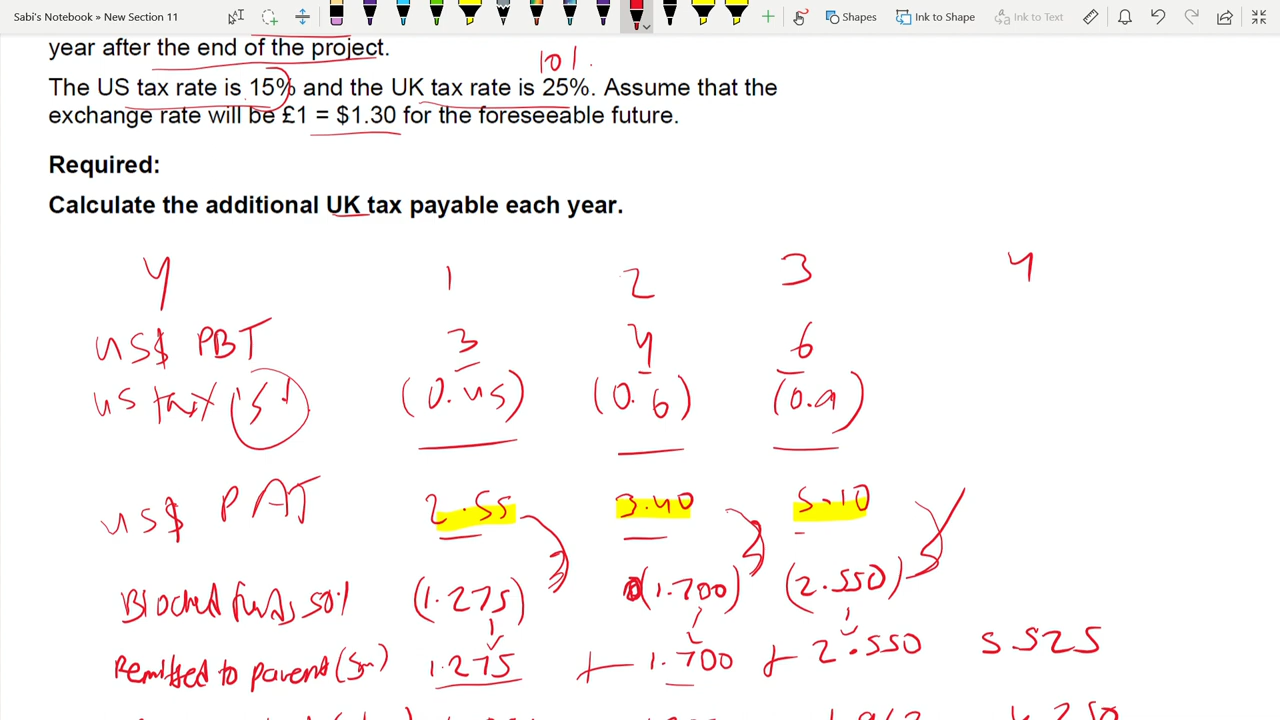 Sabi's Notebook » New Section 11
Shapes Ink to Shape Ink to Text
year after the end of the project.
10%
The US tax rate is 15% and the UK tax rate is 25%. Assume that the
exchange rate will be £1 = $1.30 for the foreseeable future.
Required:
Calculate the additional UK tax payable each year.
Y 1 2 3 4
US$ PBT 3 4 6
US tax 15% (0.45) (0.6) (0.9)
US$ PAT 2.55 3.40 5.10
Blocked funds 50% (1.275) (1.700) (2.550)
Remitted to parent ($m) 1.275 + 1.700 + 2.550 5.525